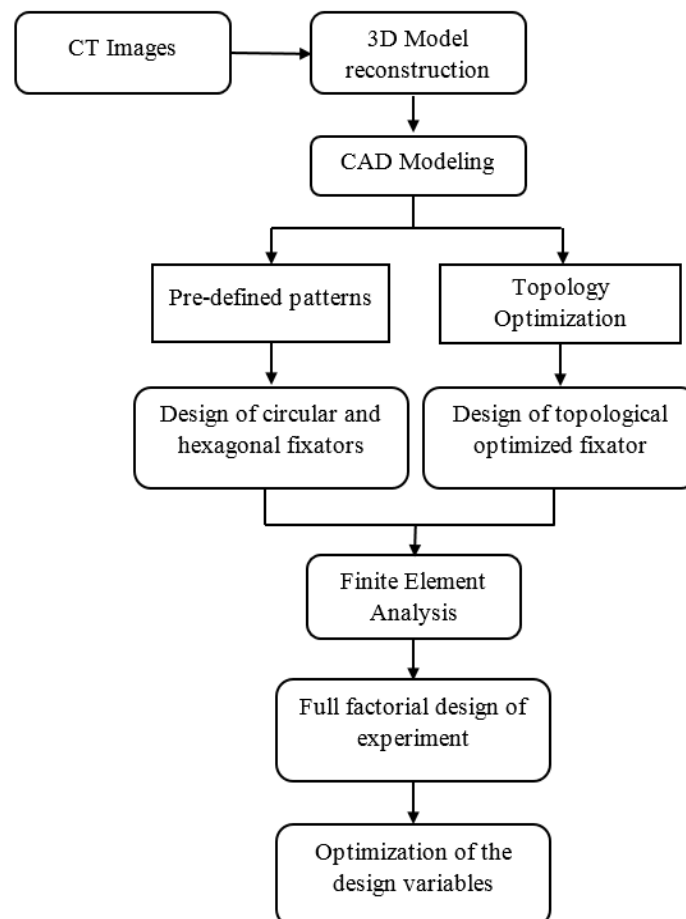 CT Images
3D Model
reconstruction
CAD Modeling
Pre-defined patterns
Topology
Optimization
Design of circular and
hexagonal fixators
Design of topological
optimized fixator
Finite Element
Analysis
Full factorial design of
experiment
Optimization of the
design variables